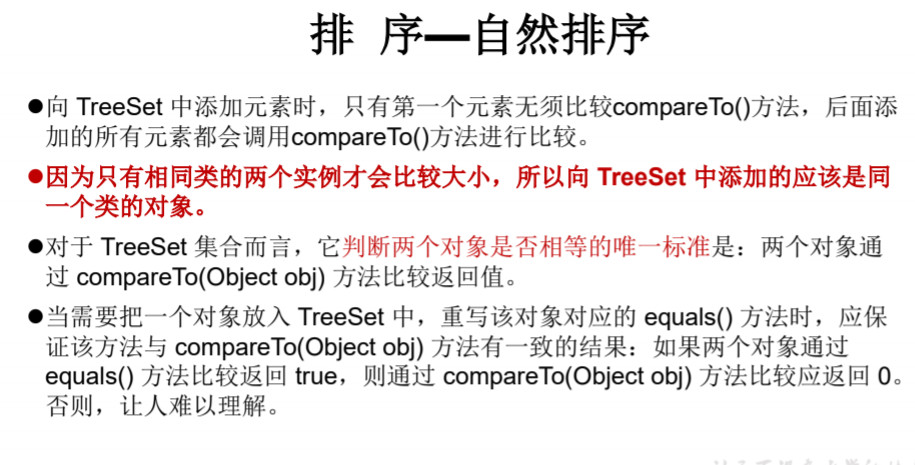 排 序—自然排序
●向 TreeSet 中添加元素时，只有第一个元素无须比较compareTo()方法，后面添
加的所有元素都会调用compareTo()方法进行比较。
●因为只有相同类的两个实例才会比较大小，所以向 TreeSet 中添加的应该是同
一个类的对象。
●对于 TreeSet 集合而言，它判断两个对象是否相等的唯一标准是：两个对象通
过 compareTo(Object obj) 方法比较返回值。
●当需要把一个对象放入 TreeSet 中，重写该对象对应的 equals() 方法时，应保
证该方法与 compareTo(Object obj) 方法有一致的结果：如果两个对象通过
equals() 方法比较返回 true，则通过 compareTo(Object obj) 方法比较应返回 0。
否则，让人难以理解。